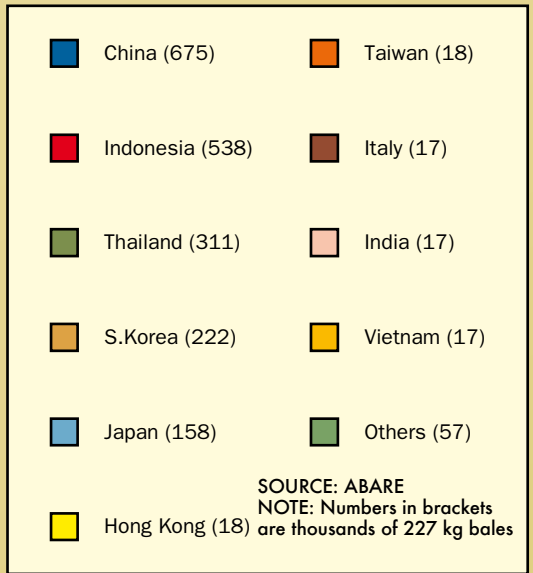 China (675)
Taiwan (18)
Indonesia (538)
Italy (17)
Thailand (311)
India (17)
S.Korea (222)
Vietnam (17)
Japan (158)
Others (57)
Hong Kong (18)
SOURCE: ABARE
NOTE: Numbers in brackets
are thousands of 227 kg bales